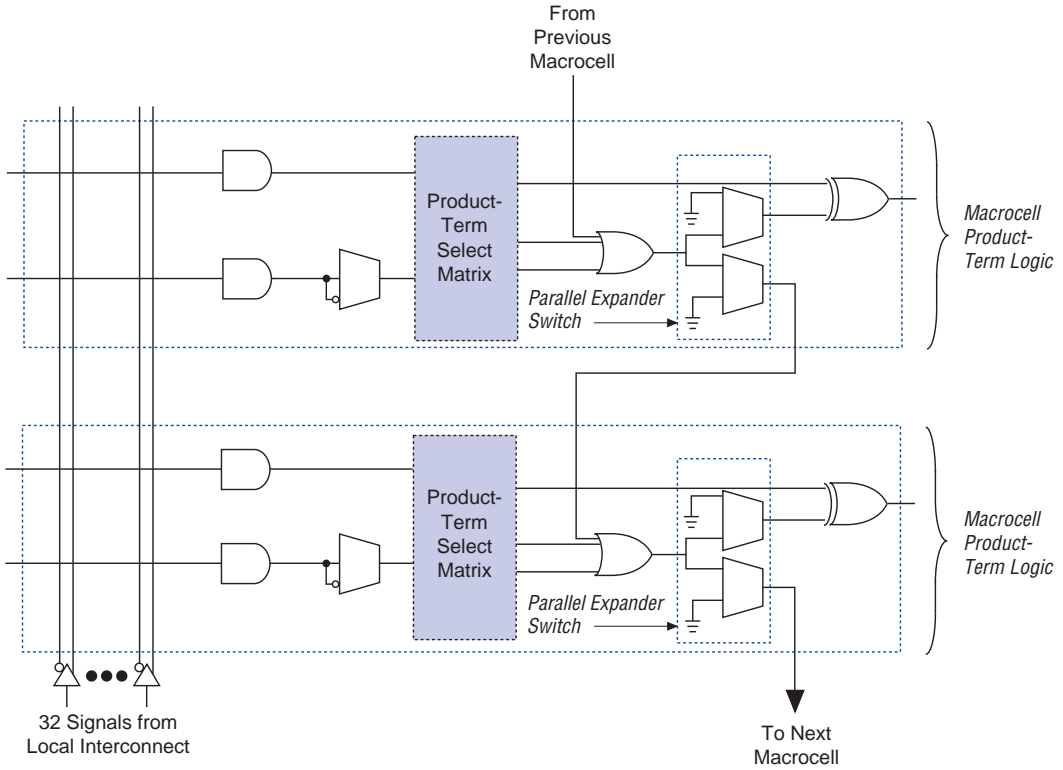 From
Previous
Macrocell
Product-
Term
Select
Matrix
Macrocell
Product-
Term Logic
Parallel Expander
Switch
Product-
Term
Select
Matrix
Macrocell
Product-
Term Logic
Parallel Expander
Switch
32 Signals from
Local Interconnect
To Next
Macrocell